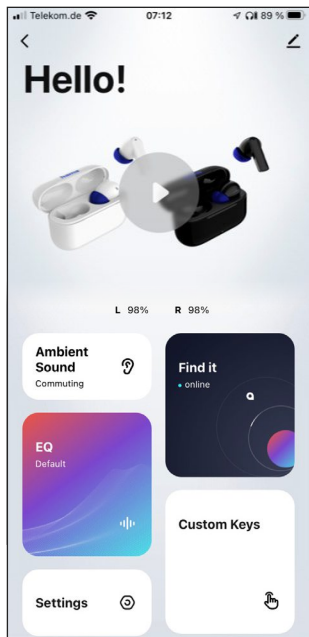 Telekom.de 07:12 89 %
Hello!
L 98% R 98%
Ambient
Sound
Commuting
Find it
online
EQ
Default
Custom Keys
Settings